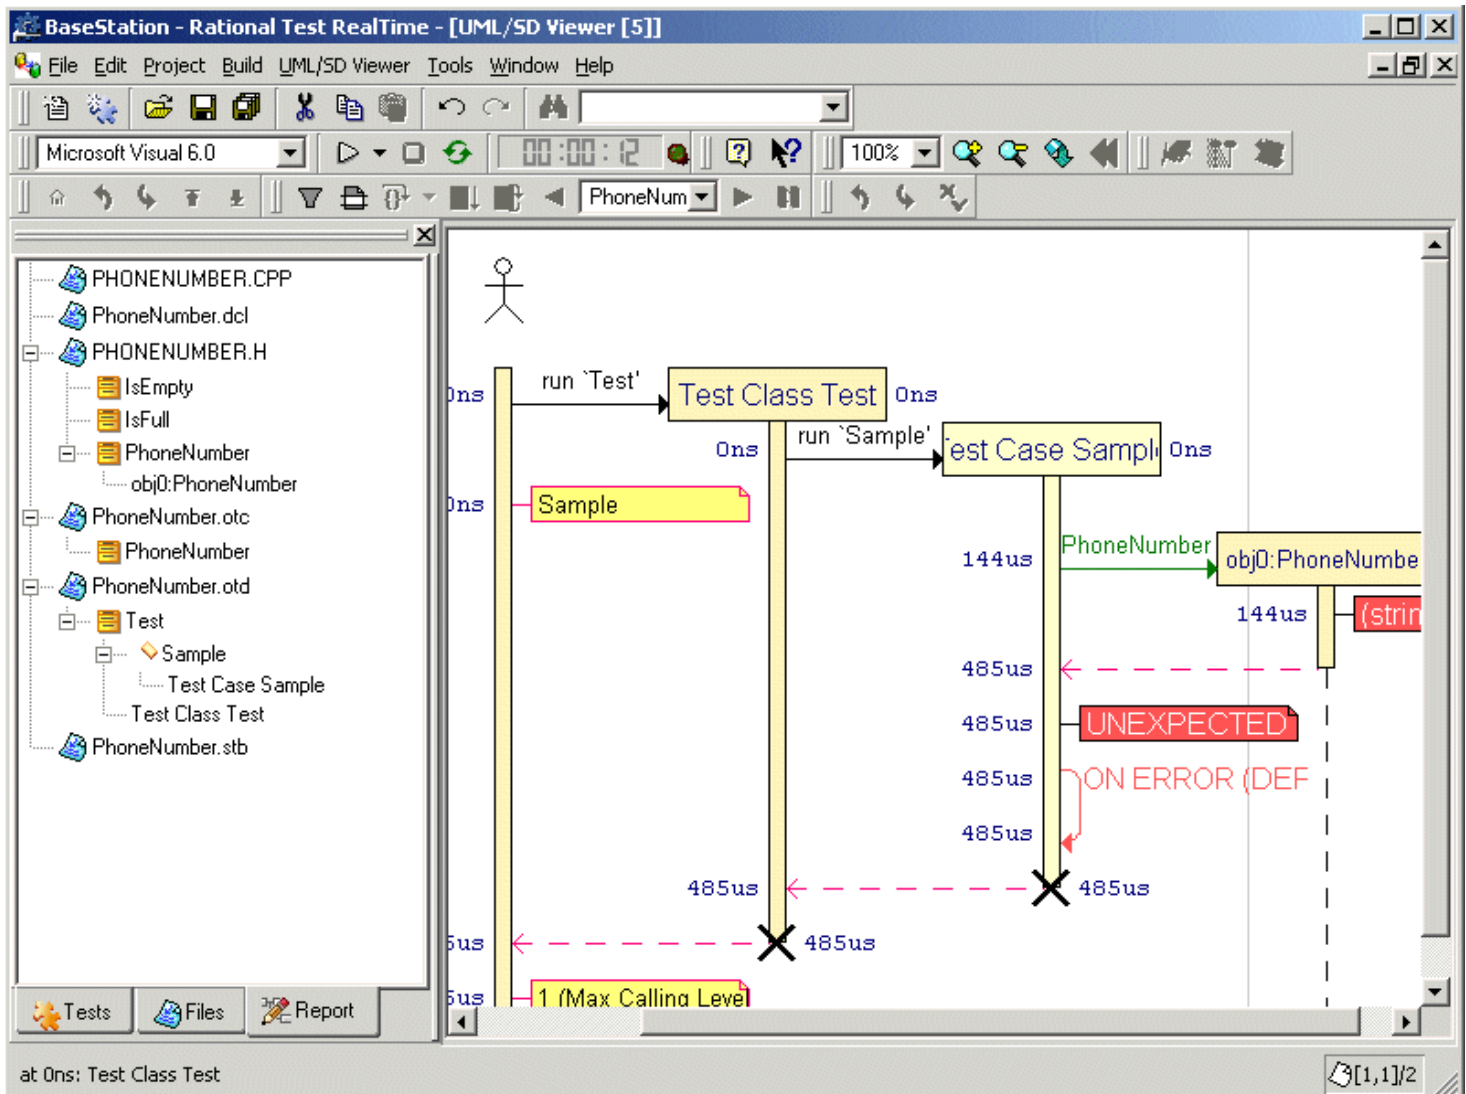 BaseStation - Rational Test RealTime - [UML/SD Viewer [5]]
File Edit Project Build UML/SD Viewer Tools Window Help
Microsoft Visual 6.0
00:00:12
100%
PhoneNum
PHONENUMBER.CPP
PhoneNumber.dcl
PHONENUMBER.H
IsEmpty
IsFull
PhoneNumber
obj0:PhoneNumber
PhoneNumber.otc
PhoneNumber
PhoneNumber.otd
Test
Sample
Test Case Sample
Test Class Test
PhoneNumber.stb
Tests Files Report
0ns run `Test' Test Class Test 0ns
0ns run `Sample' est Case Sampl 0ns
0ns Sample
144us PhoneNumber obj0:PhoneNumbe
144us (strin
485us
485us UNEXPECTED
485us ON ERROR (DEF
485us
485us 485us
5us 485us
5us 1 (Max Calling Level
at 0ns: Test Class Test
[1,1]/2